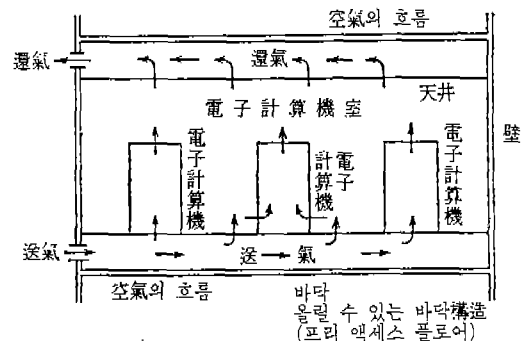 空氣의 흐름
還氣
還氣
天井
電子計算機室
壁
電子計算機
電子
計算機
電子計算機
送氣
送氣
空氣의 흐름
바닥
올릴 수 있는 바닥構造
(프리 액세스 플로어)